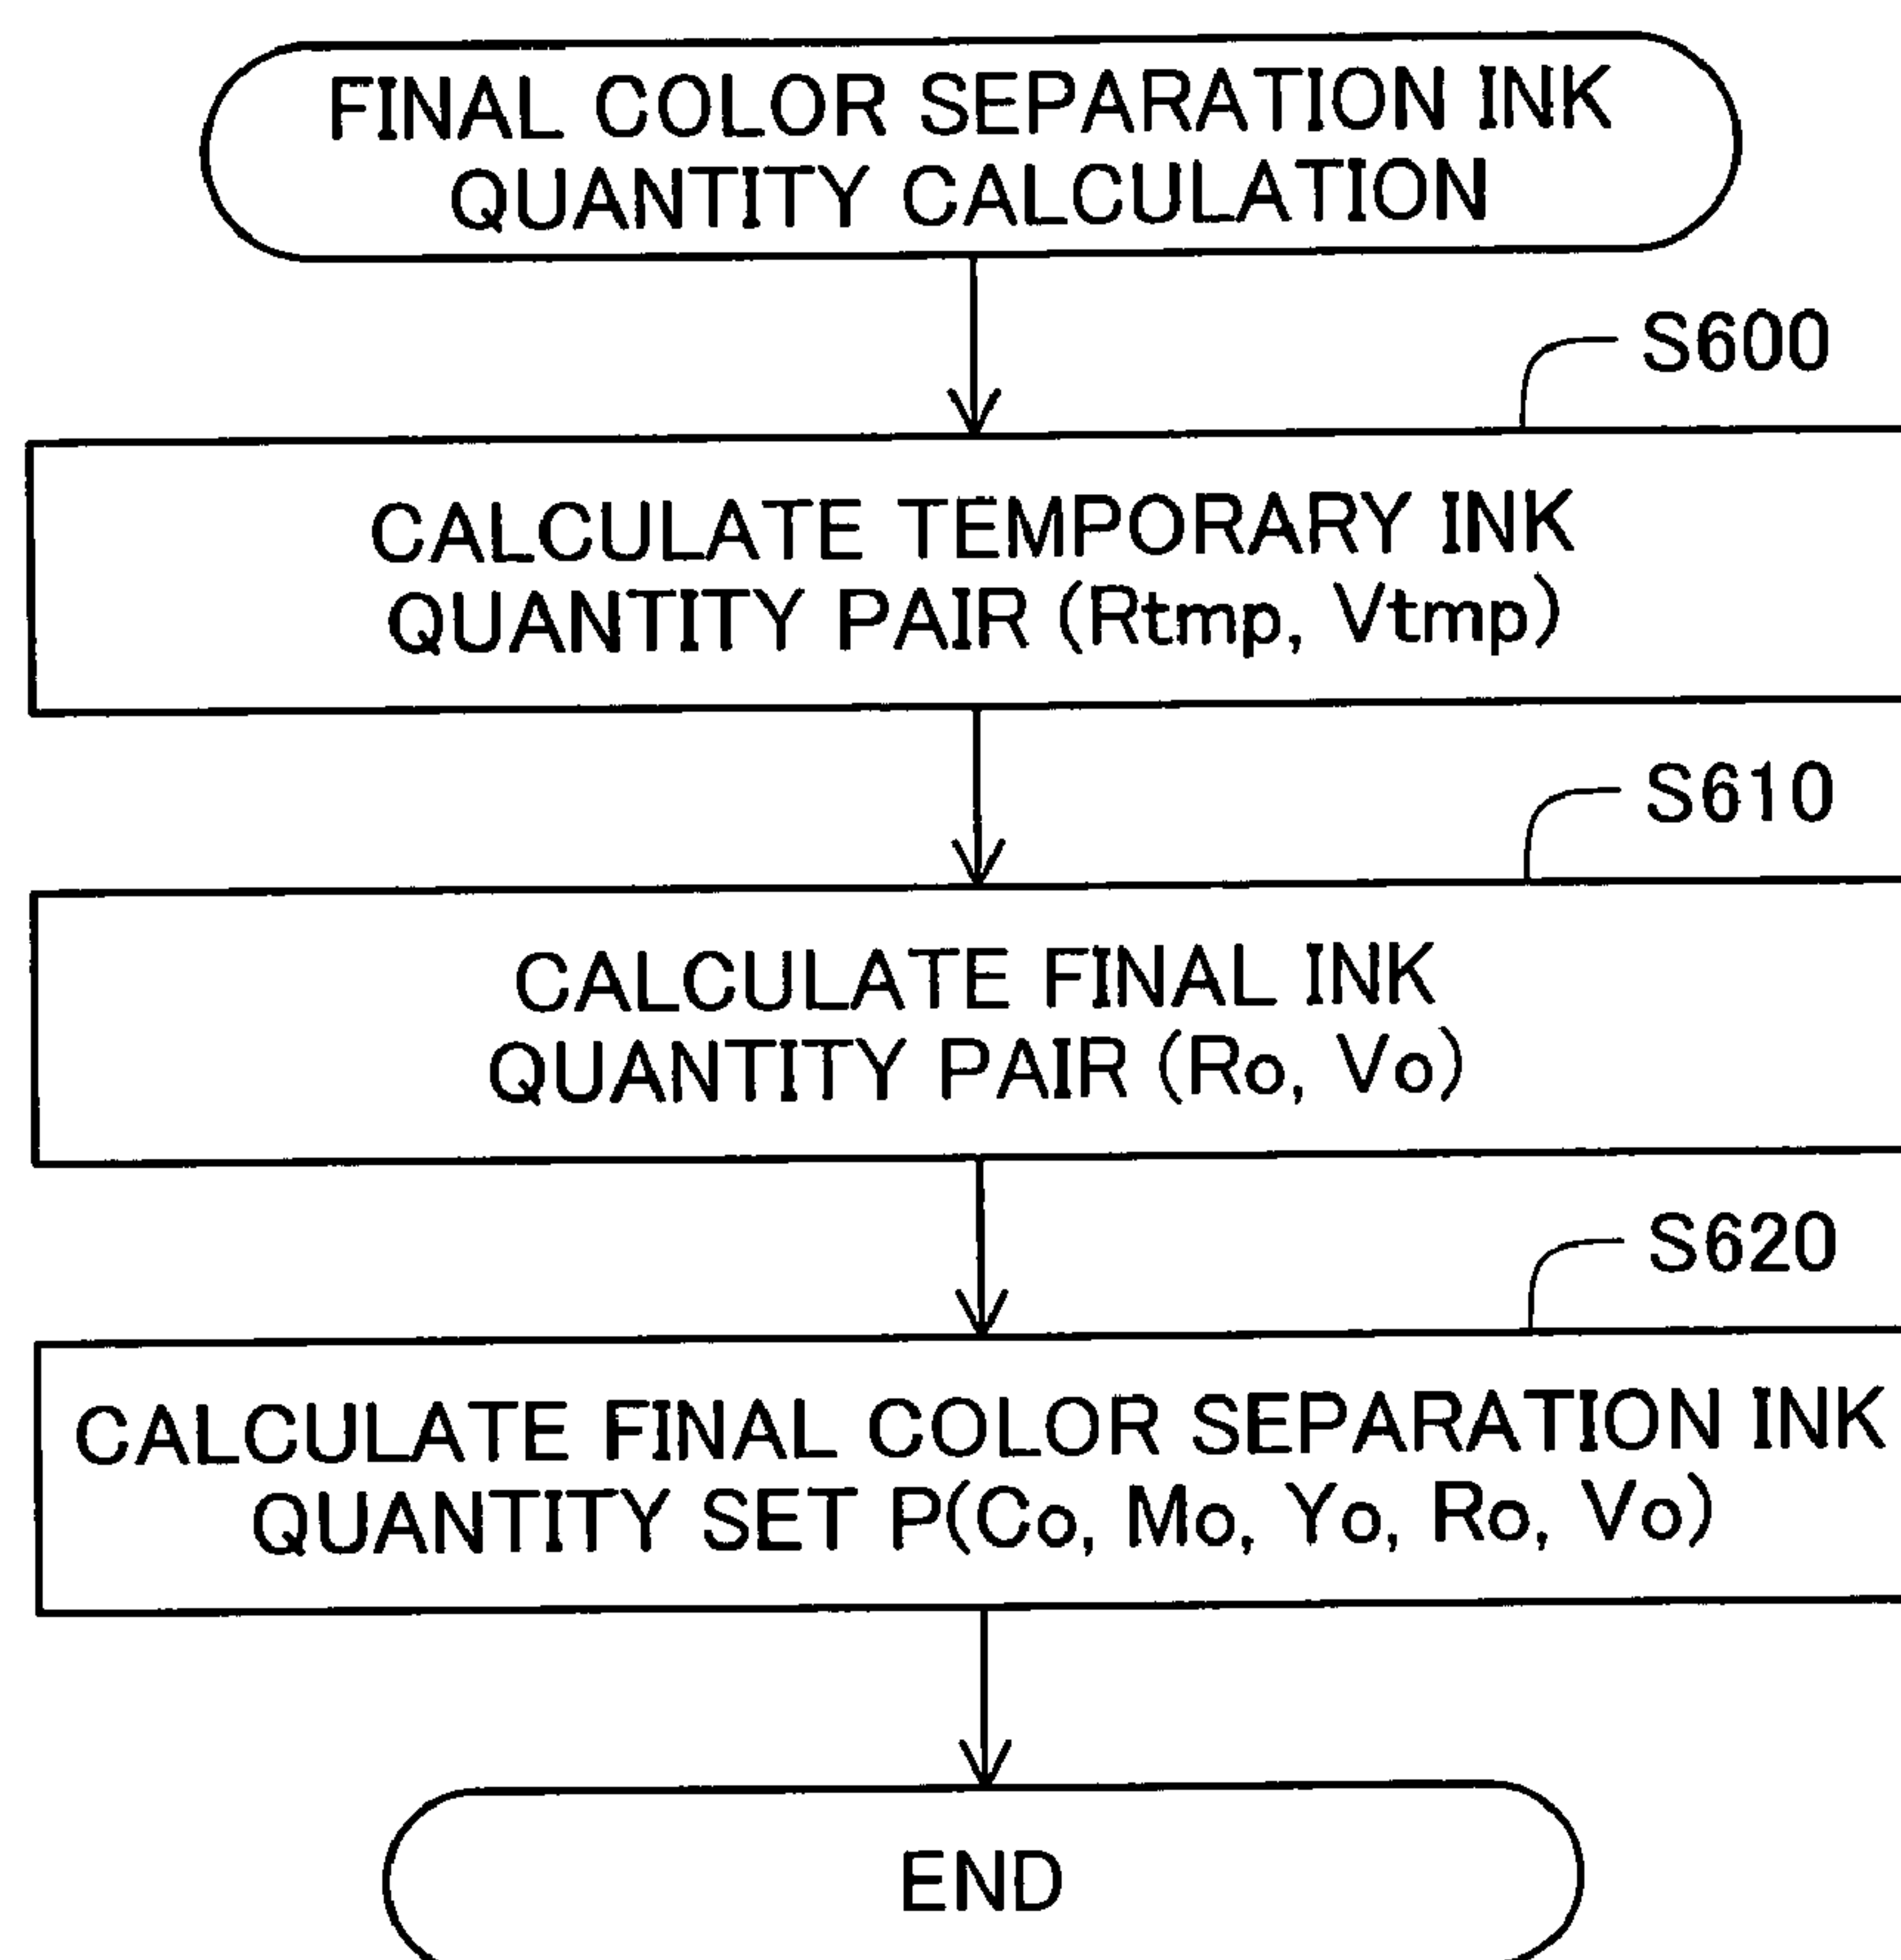 FINAL COLOR SEPARATION INK
QUANTITY CALCULATION
S600
CALCULATE TEMPORARY INK
QUANTITY PAIR (Rtmp, Vtmp)
S610
CALCULATE FINAL INK
QUANTITY PAIR (Ro, Vo)
S620
CALCULATE FINAL COLOR SEPARATION INK
QUANTITY SET P(Co, Mo, Yo, Ro, Vo)
END